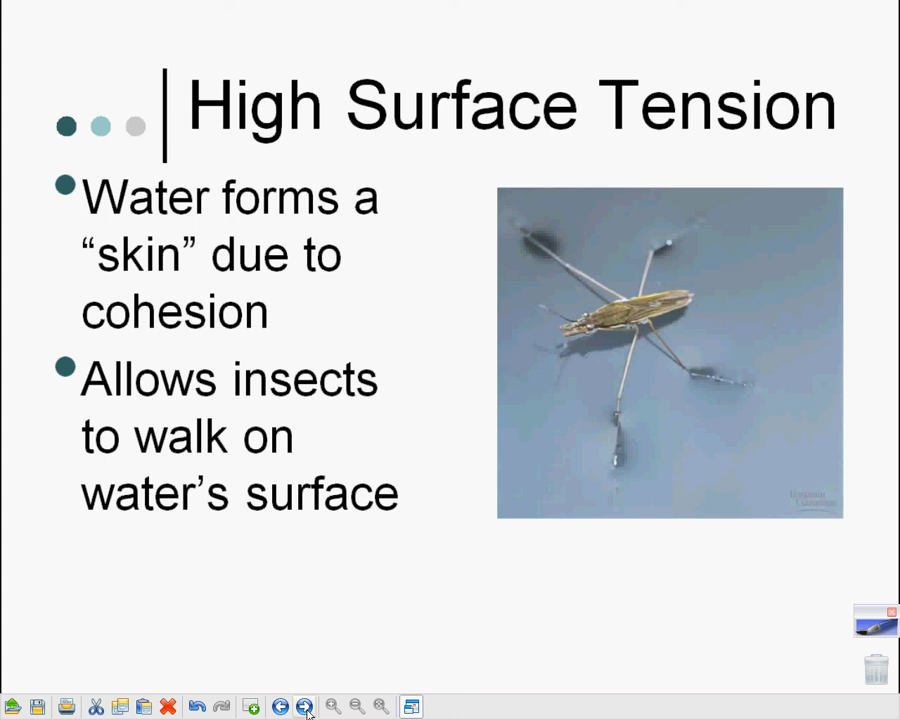 High Surface Tension
Water forms a
“skin” due to
cohesion
Allows insects
to walk on
water’s surface